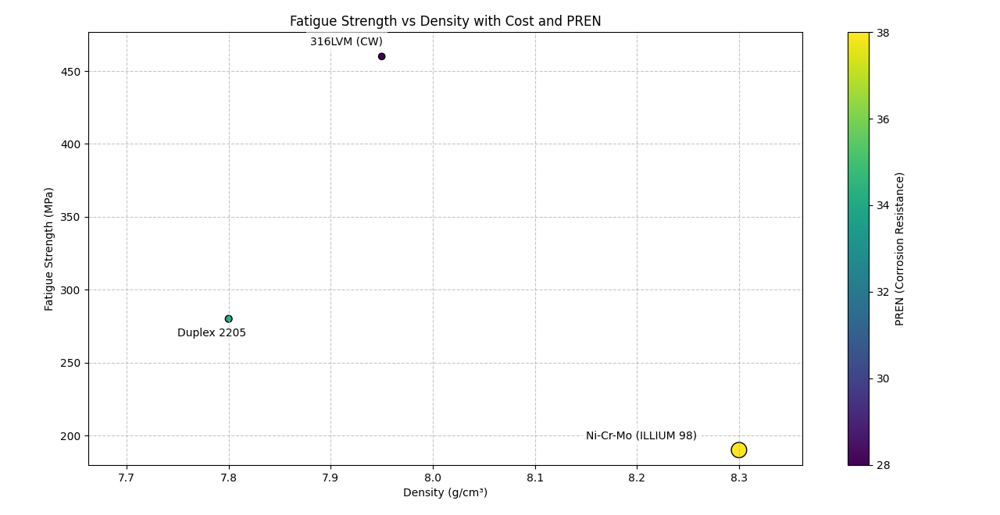 Fatigue Strength vs Density with Cost and PREN
316LVM (CW)
Duplex 2205
Ni-Cr-Mo (ILLIUM 98)
450
400
350
300
250
200
Fatigue Strength (MPa)
7.7
7.8
7.9
8.0
8.1
8.2
8.3
Density (g/cm³)
38
36
34
32
30
28
PREN (Corrosion Resistance)